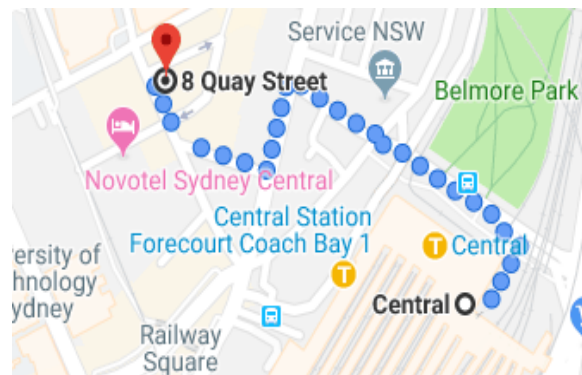 Service NSW
8 Quay Street
Belmore Park
Novotel Sydney Central
Central Station
Forecourt Coach Bay 1
T
Central
ersity of
hnology
ydney
T
Central
Railway
Square